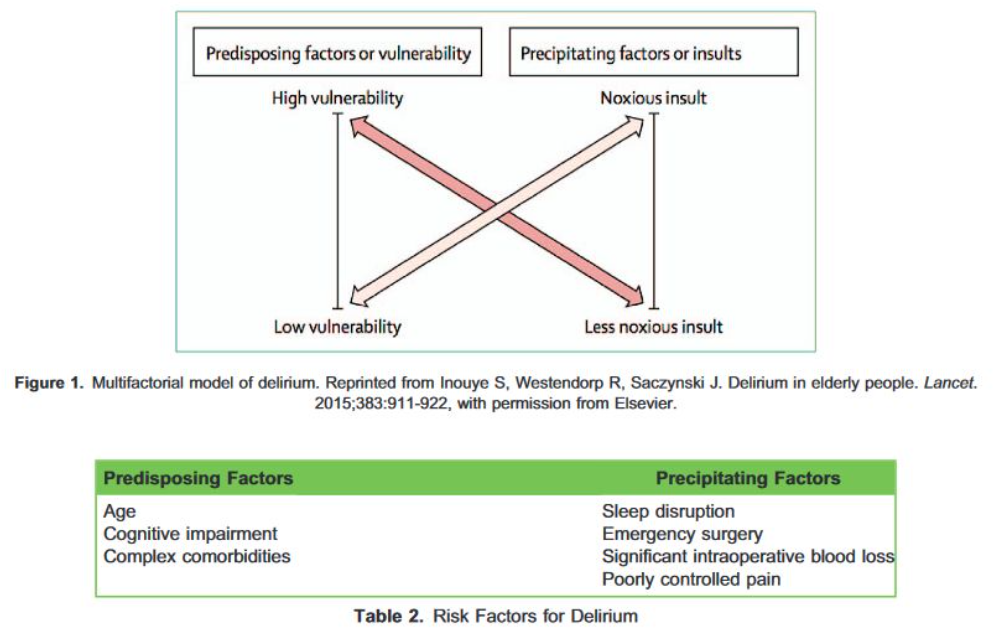 Predisposing factors or vulnerability
Precipitating factors or insults
High vulnerability
Noxious insult
Low vulnerability
Less noxious insult
Figure 1. Multifactorial model of delirium. Reprinted from Inouye S, Westendorp R, Saczynski J. Delirium in elderly people. Lancet.
2015;383:911-922, with permission from Elsevier.
Predisposing Factors
Precipitating Factors
Age
Sleep disruption
Cognitive impairment
Emergency surgery
Complex comorbidities
Significant intraoperative blood loss
Poorly controlled pain
Table 2. Risk Factors for Delirium